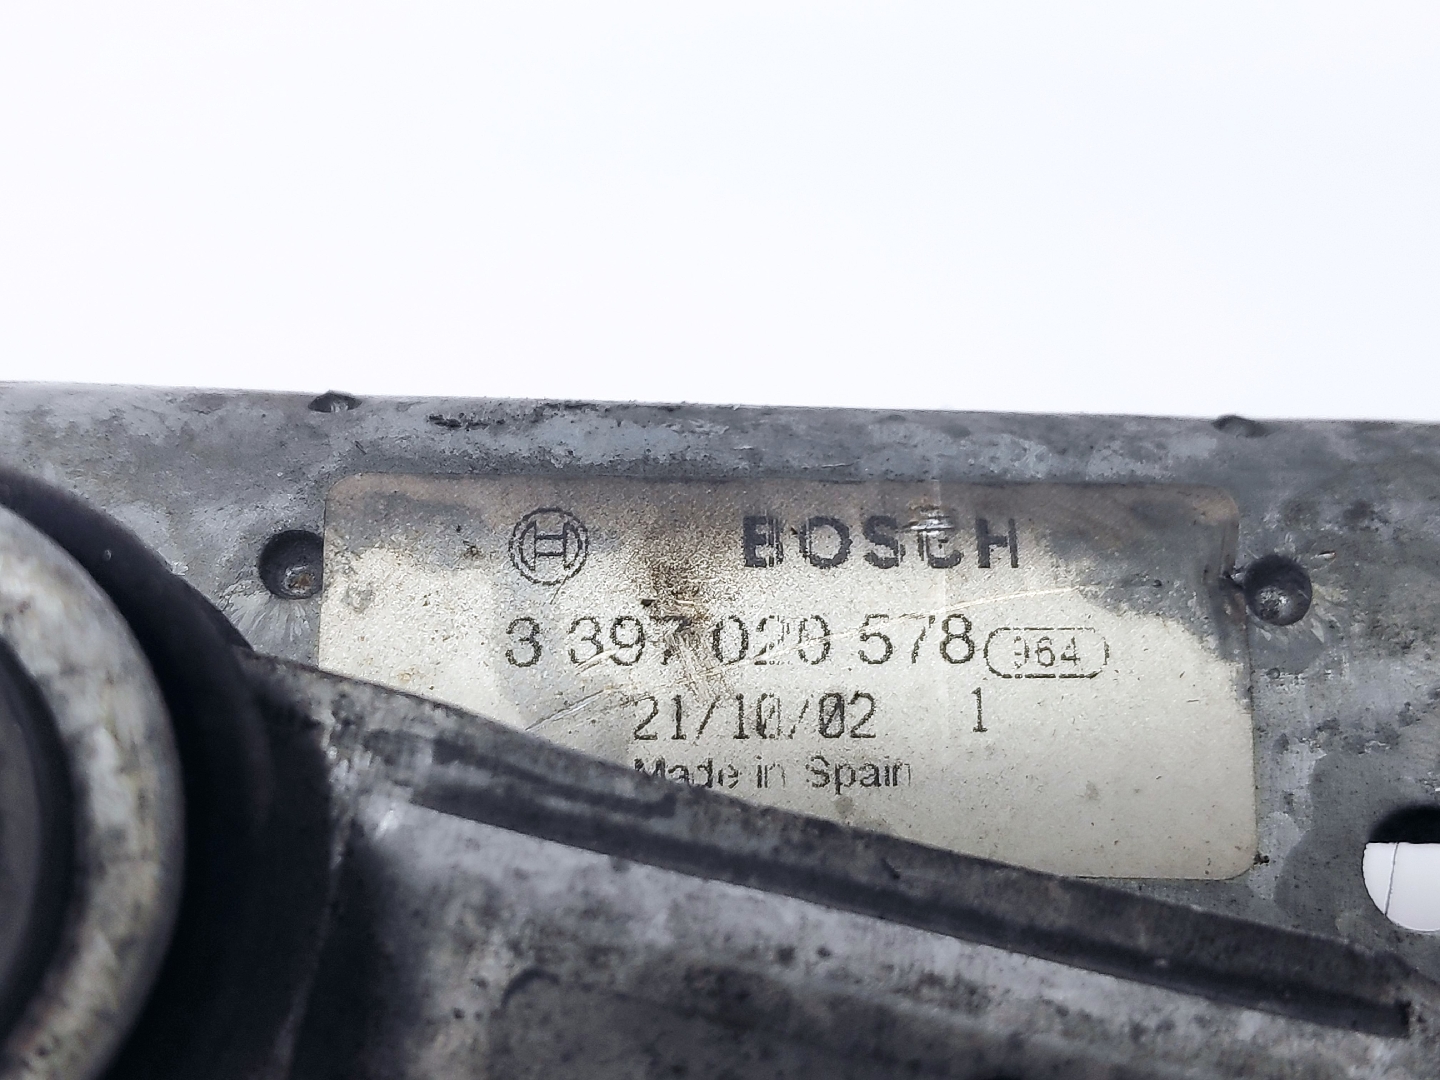 BOSCH
3 397 020 578 964
21/10/02 1
Made in Spain